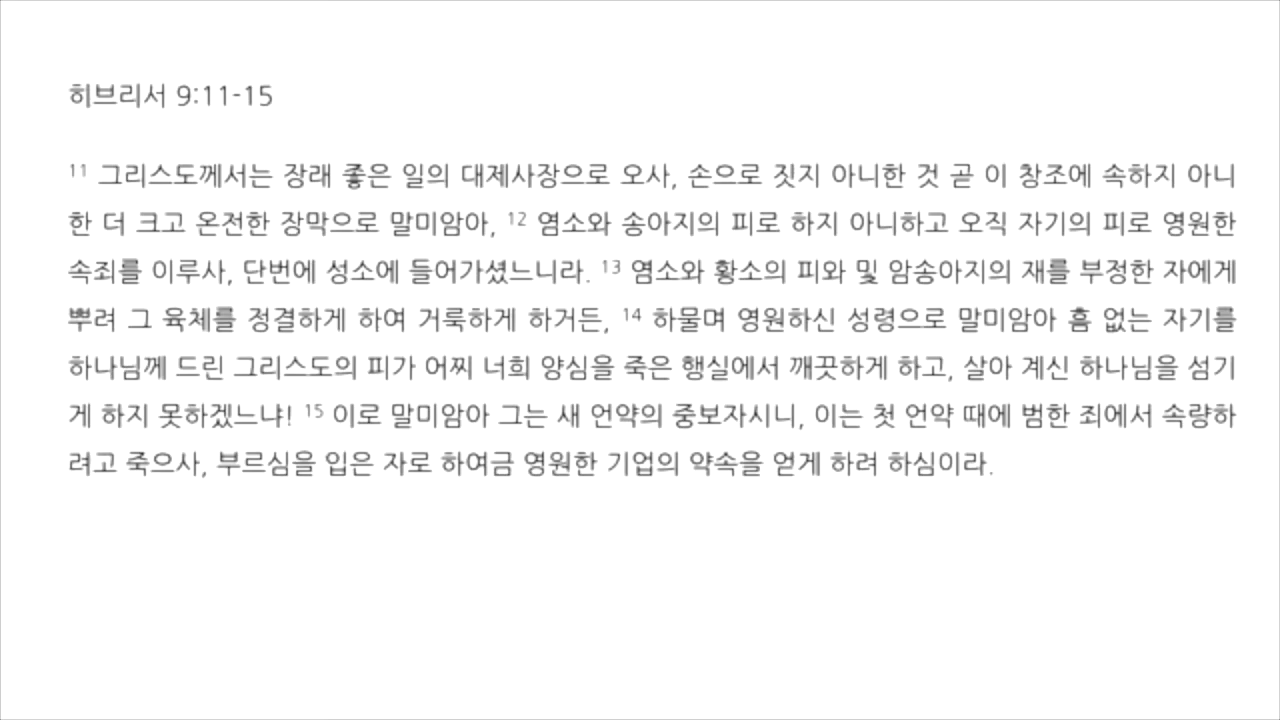 히브리서 9:11-15
11 그리스도께서는 장래 좋은 일의 대제사장으로 오사, 손으로 짓지 아니한 것 곧 이 창조에 속하지 아니
한 더 크고 온전한 장막으로 말미암아, 12 염소와 송아지의 피로 하지 아니하고 오직 자기의 피로 영원한
속죄를 이루사, 단번에 성소에 들어가셨느니라. 13 염소와 황소의 피와 및 암송아지의 재를 부정한 자에게
뿌려 그 육체를 정결하게 하여 거룩하게 하거든, 14 하물며 영원하신 성령으로 말미암아 흠 없는 자기를
하나님께 드린 그리스도의 피가 어찌 너희 양심을 죽은 행실에서 깨끗하게 하고, 살아 계신 하나님을 섬기
게 하지 못하겠느냐! 15 이로 말미암아 그는 새 언약의 중보자시니, 이는 첫 언약 때에 범한 죄에서 속량하
려고 죽으사, 부르심을 입은 자로 하여금 영원한 기업의 약속을 얻게 하려 하심이라.